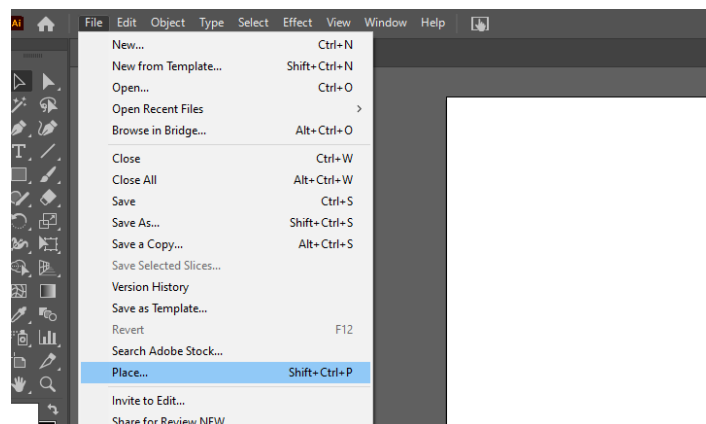 Ai File Edit Object Type Select Effect View Window Help
New... Ctrl+N
New from Template... Shift+Ctrl+N
Open... Ctrl+O
Open Recent Files >
Browse in Bridge... Alt+Ctrl+O
Close Ctrl+W
Close All Alt+Ctrl+W
Save Ctrl+S
Save As... Shift+Ctrl+S
Save a Copy... Alt+Ctrl+S
Save Selected Slices...
Version History
Save as Template...
Revert F12
Search Adobe Stock...
Place... Shift+Ctrl+P
Invite to Edit...
Share for Review NEW